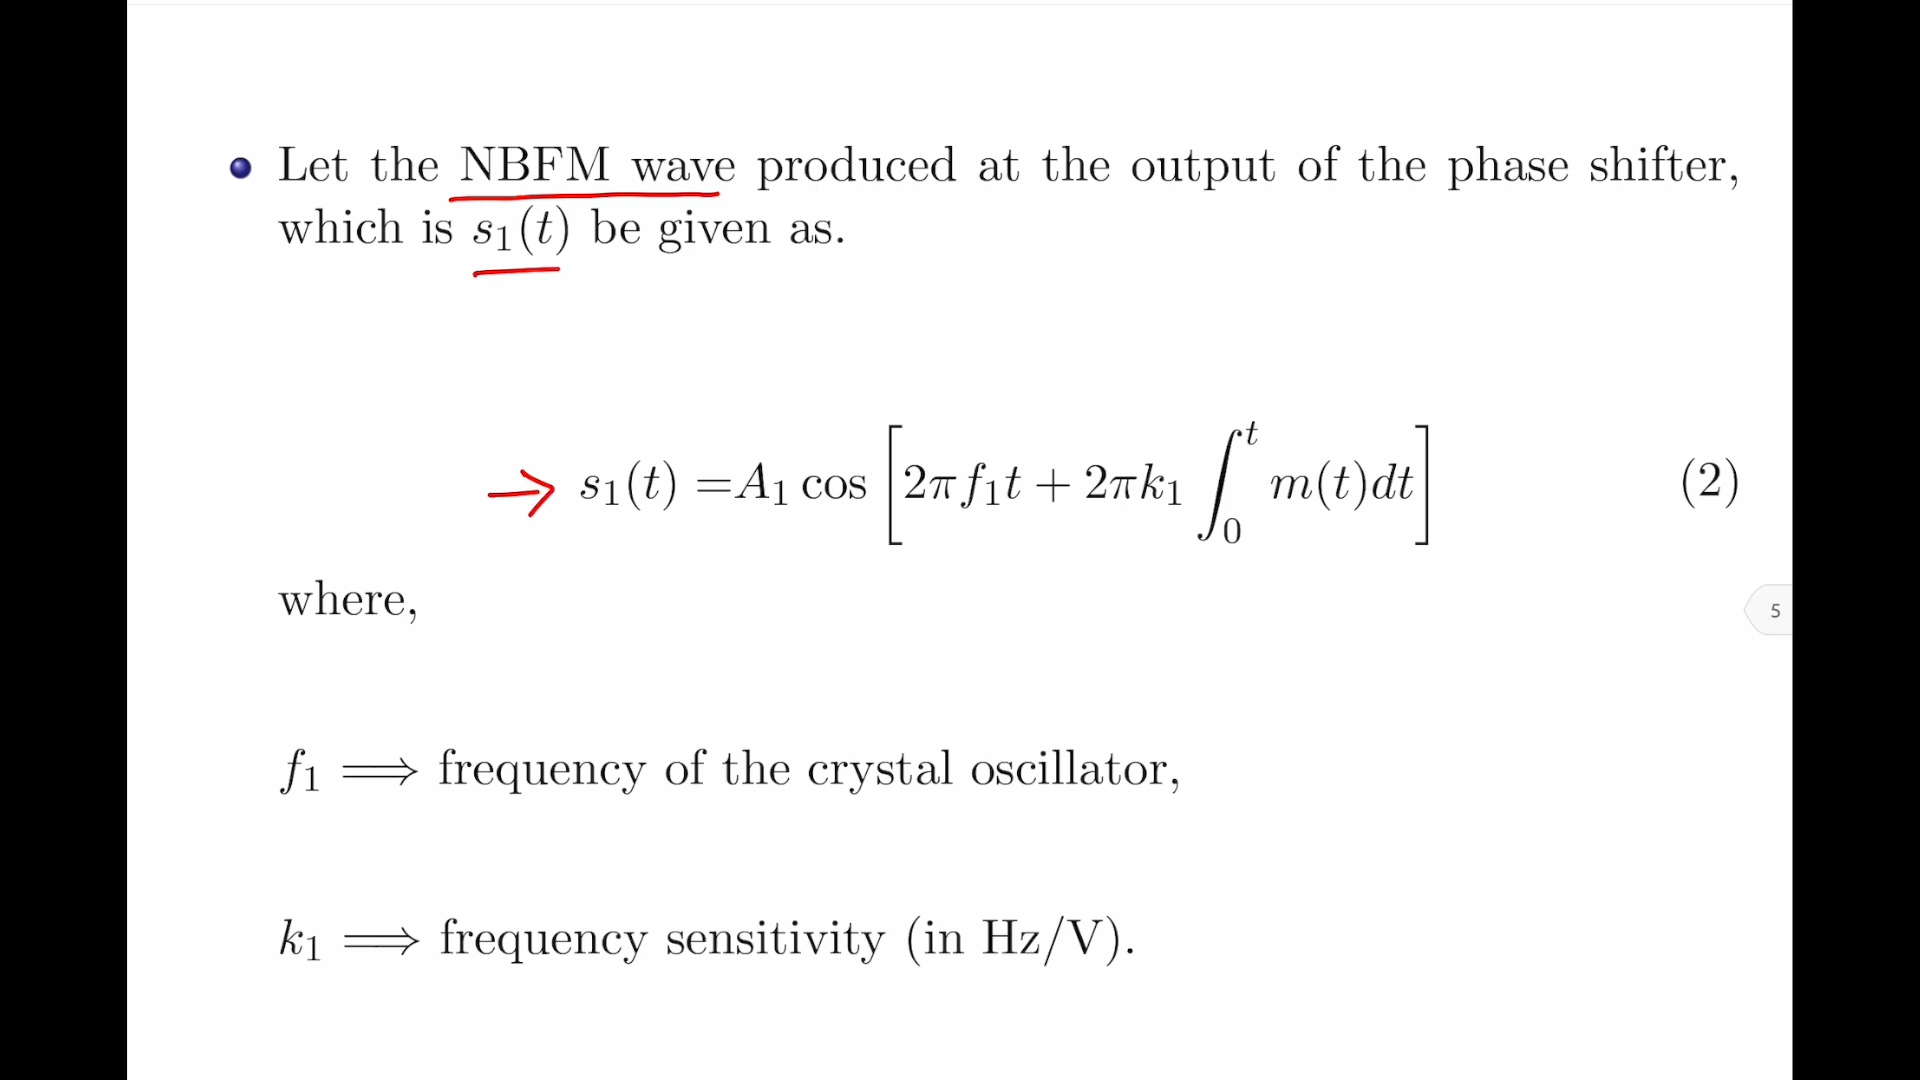 Let the NBFM wave produced at the output of the phase shifter,
which is s₁(t) be given as.
s₁(t) =A₁ cos [2πf₁t + 2πk₁ ∫₀ᵗ m(t)dt] (2)
where,
5
f₁ ⟹ frequency of the crystal oscillator,
k₁ ⟹ frequency sensitivity (in Hz/V).